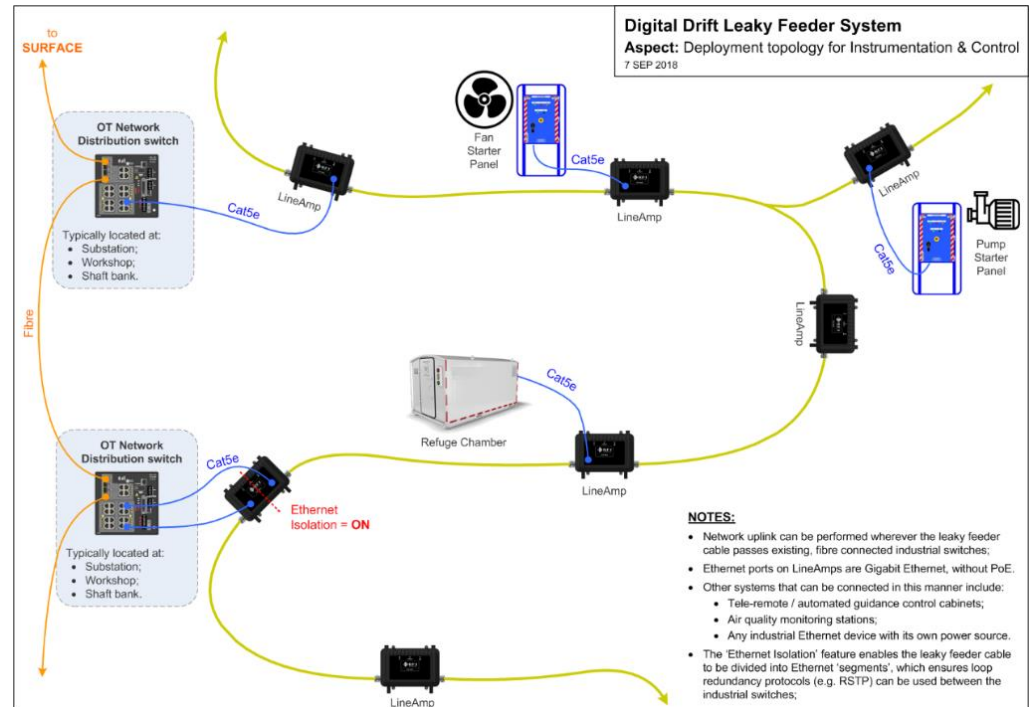 Digital Drift Leaky Feeder System
Aspect: Deployment topology for Instrumentation & Control
7 SEP 2018
to
SURFACE
OT Network
Distribution switch
Typically located at:
• Substation;
• Workshop;
• Shaft bank.
Cat5e
LineAmp
Fan
Starter
Panel
Cat5e
LineAmp
LineAmp
Cat5e
Pump
Starter
Panel
LineAmp
Fibre
Refuge Chamber
Cat5e
LineAmp
OT Network
Distribution switch
Typically located at:
• Substation;
• Workshop;
• Shaft bank.
Cat5e
Ethernet
Isolation = ON
LineAmp
NOTES:
• Network uplink can be performed wherever the leaky feeder
cable passes existing, fibre connected industrial switches;
• Ethernet ports on LineAmps are Gigabit Ethernet, without PoE.
• Other systems that can be connected in this manner include:
• Tele-remote / automated guidance control cabinets;
• Air quality monitoring stations;
• Any industrial Ethernet device with its own power source.
• The 'Ethernet Isolation' feature enables the leaky feeder cable
to be divided into Ethernet 'segments', which ensures loop
redundancy protocols (e.g. RSTP) can be used between the
industrial switches;